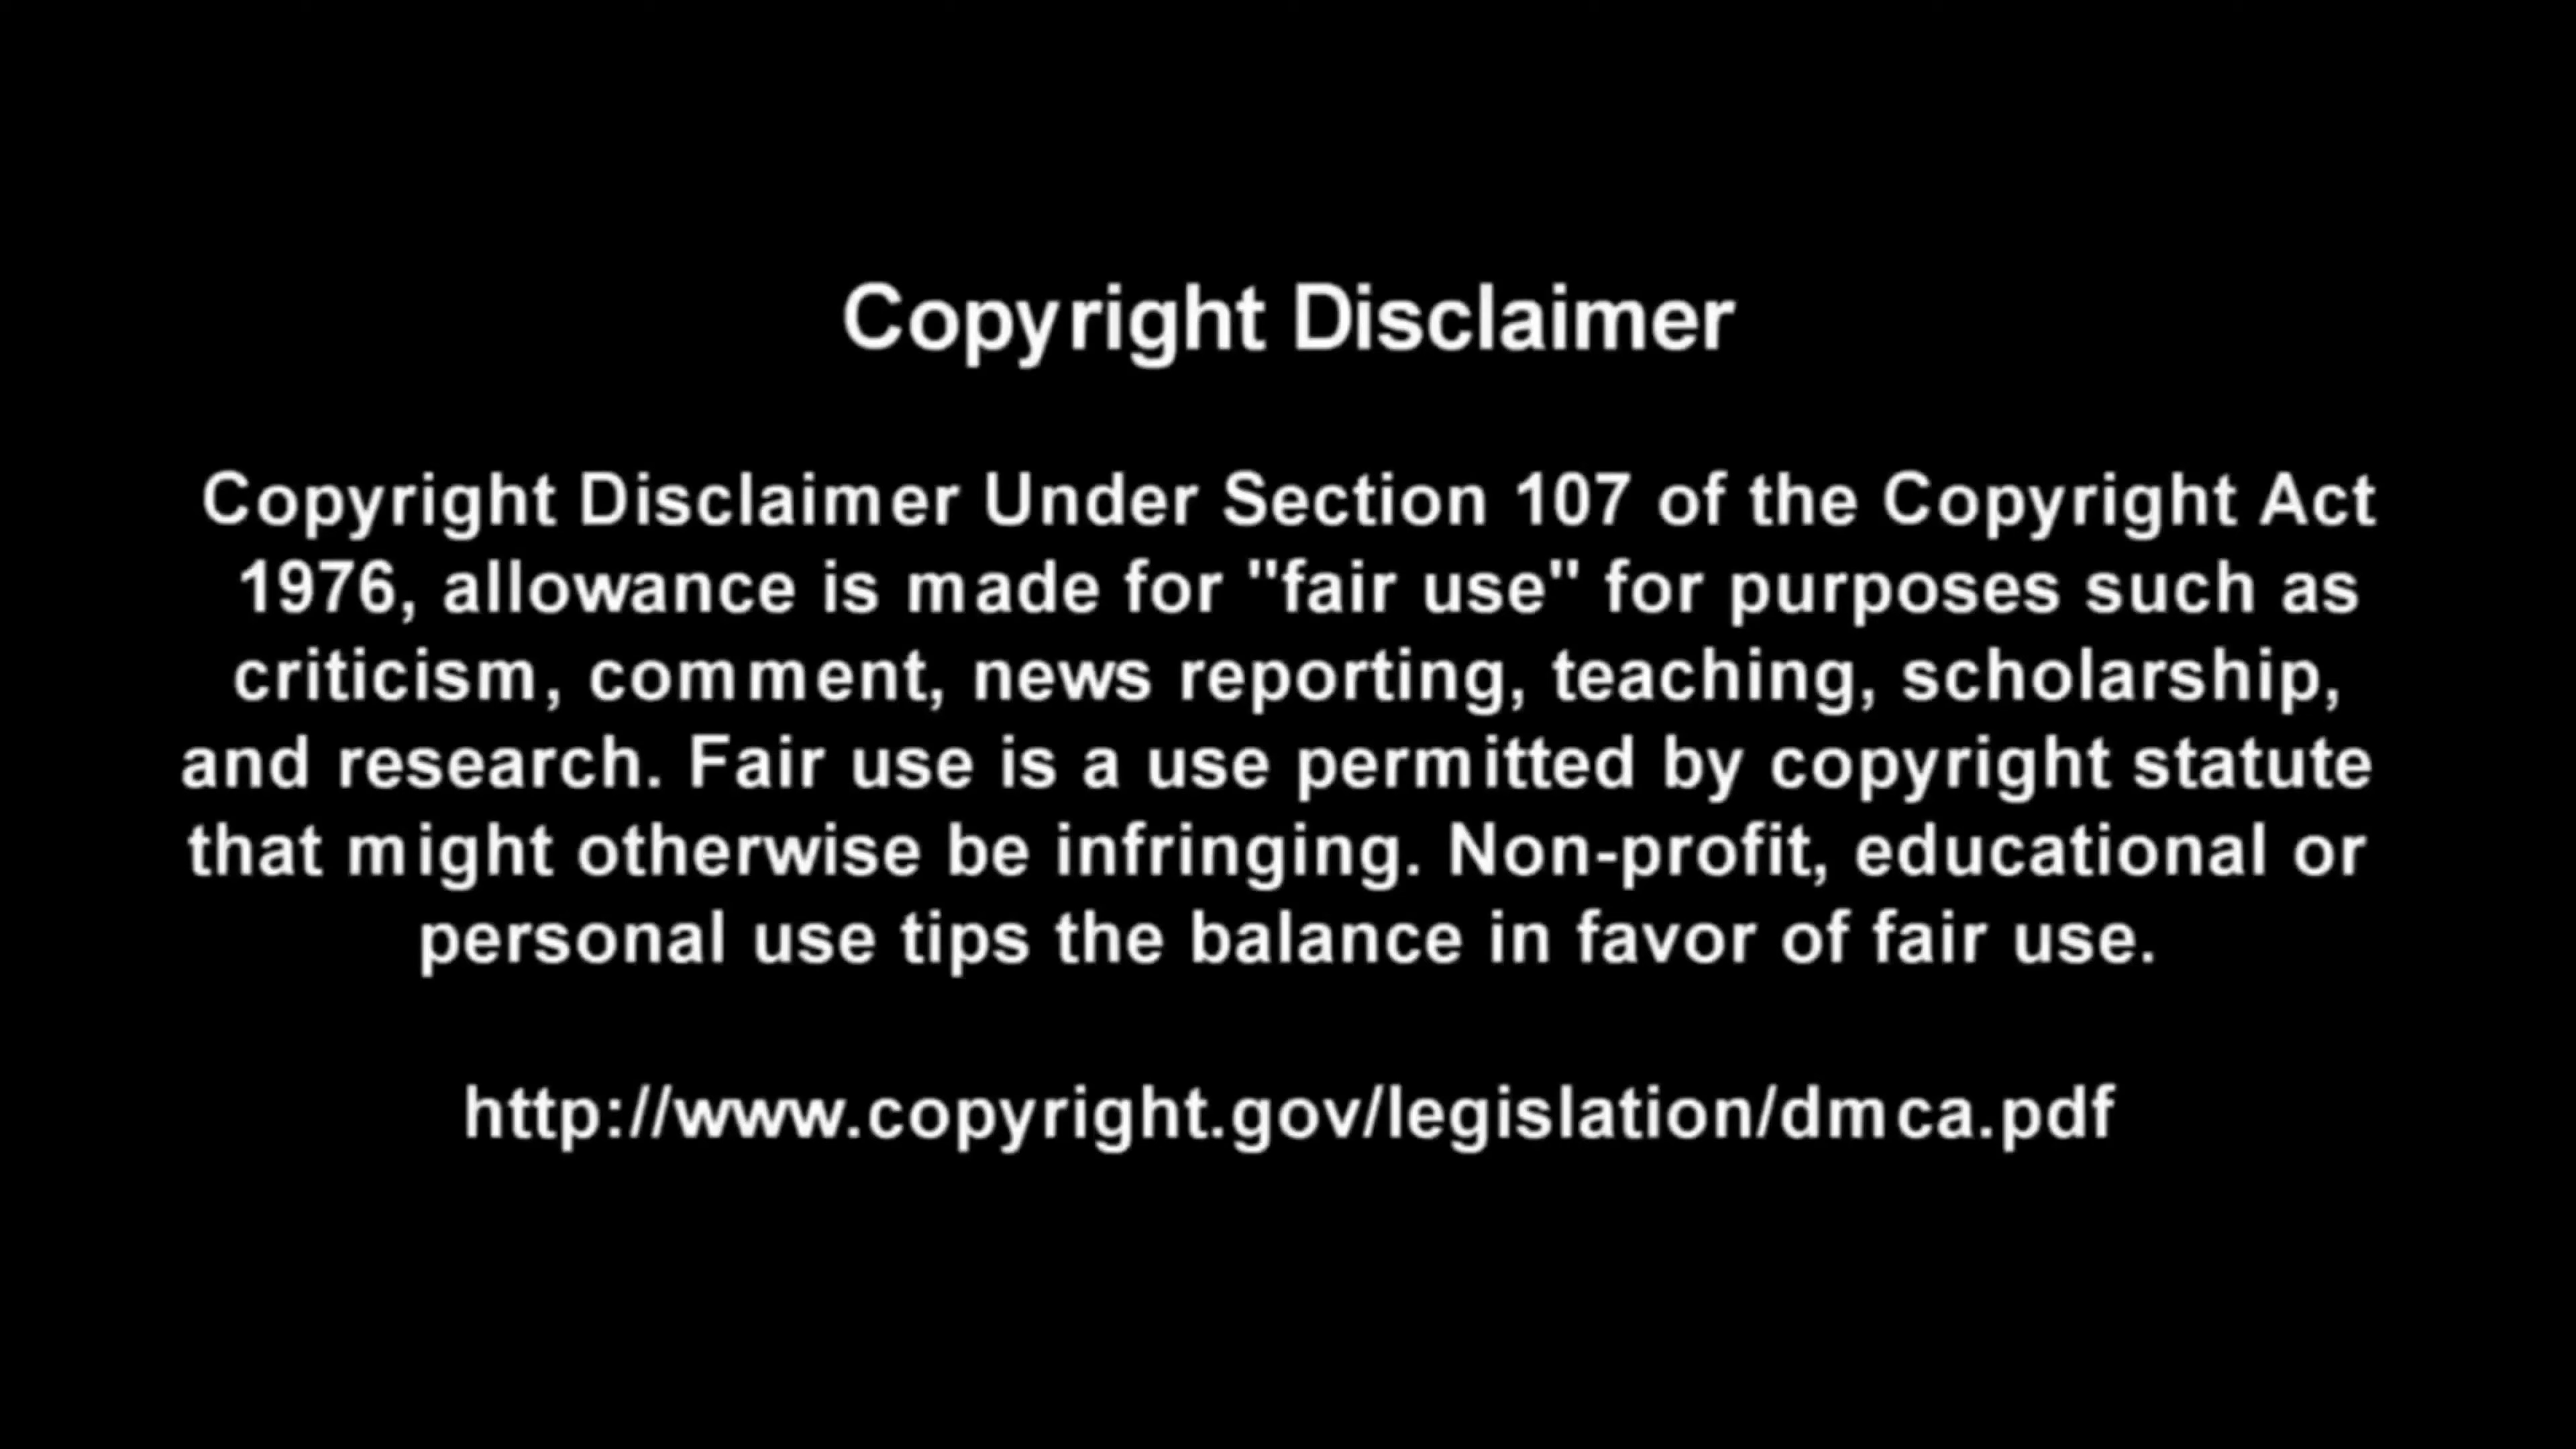 Copyright Disclaimer
Copyright Disclaimer Under Section 107 of the Copyright Act
1976, allowance is made for "fair use" for purposes such as
criticism, comment, news reporting, teaching, scholarship,
and research. Fair use is a use permitted by copyright statute
that might otherwise be infringing. Non-profit, educational or
personal use tips the balance in favor of fair use.
http://www.copyright.gov/legislation/dmca.pdf